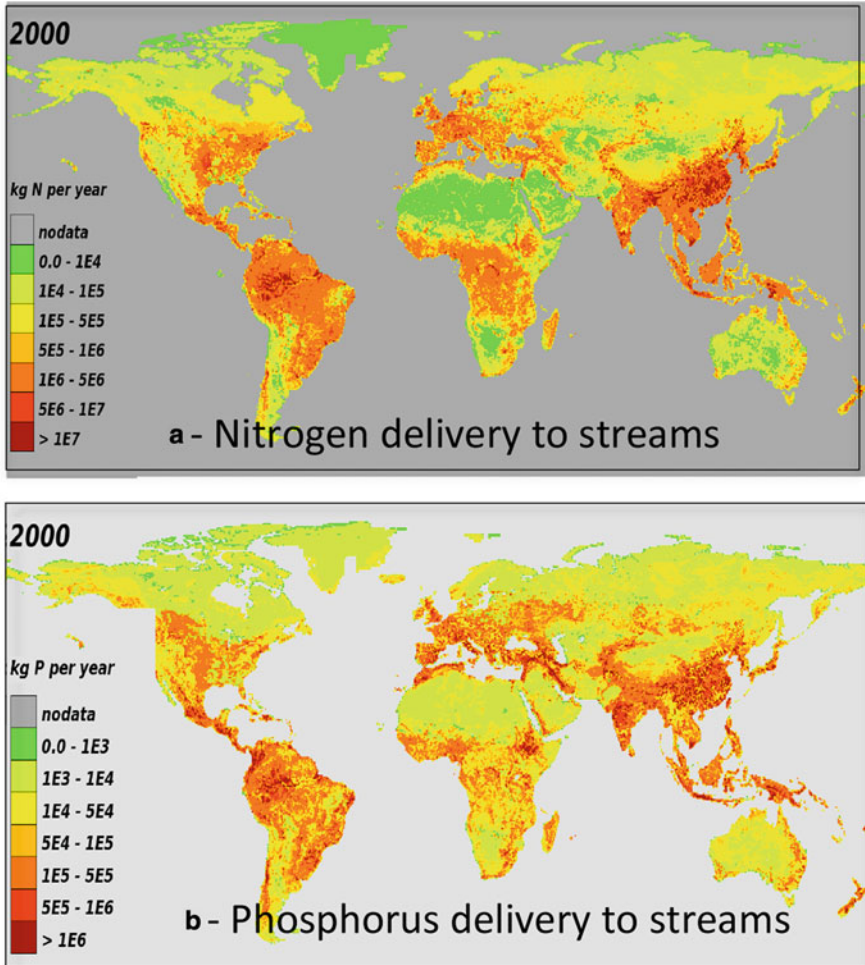 2000
kg N per year
nodata
0.0 - 1E4
1E4 - 1E5
1E5 - 5E5
5E5 - 1E6
1E6 - 5E6
5E6 - 1E7
> 1E7
a - Nitrogen delivery to streams
2000
kg P per year
nodata
0.0 - 1E3
1E3 - 1E4
1E4 - 5E4
5E4 - 1E5
1E5 - 5E5
5E5 - 1E6
> 1E6
b - Phosphorus delivery to streams